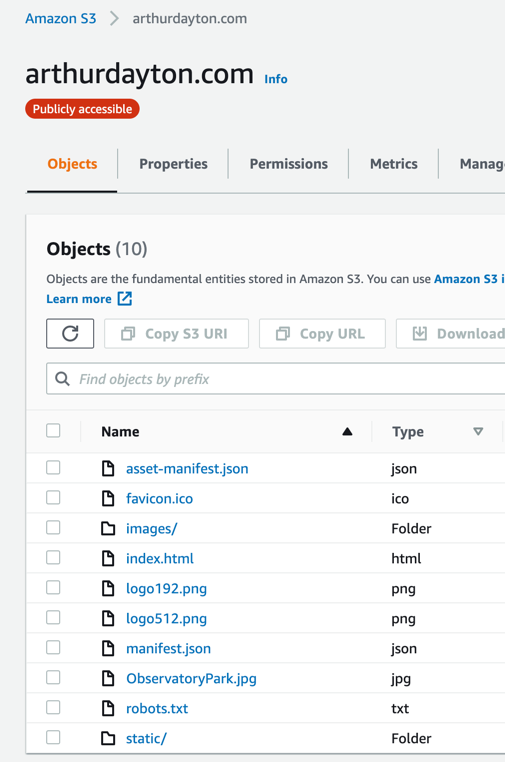 Amazon S3 > arthurdayton.com
arthurdayton.com Info
Publicly accessible
Objects Properties Permissions Metrics Manag
Objects (10)
Objects are the fundamental entities stored in Amazon S3. You can use Amazon S3 i
Learn more
Copy S3 URI Copy URL Download
Find objects by prefix
Name Type
asset-manifest.json json
favicon.ico ico
images/ Folder
index.html html
logo192.png png
logo512.png png
manifest.json json
ObservatoryPark.jpg jpg
robots.txt txt
static/ Folder